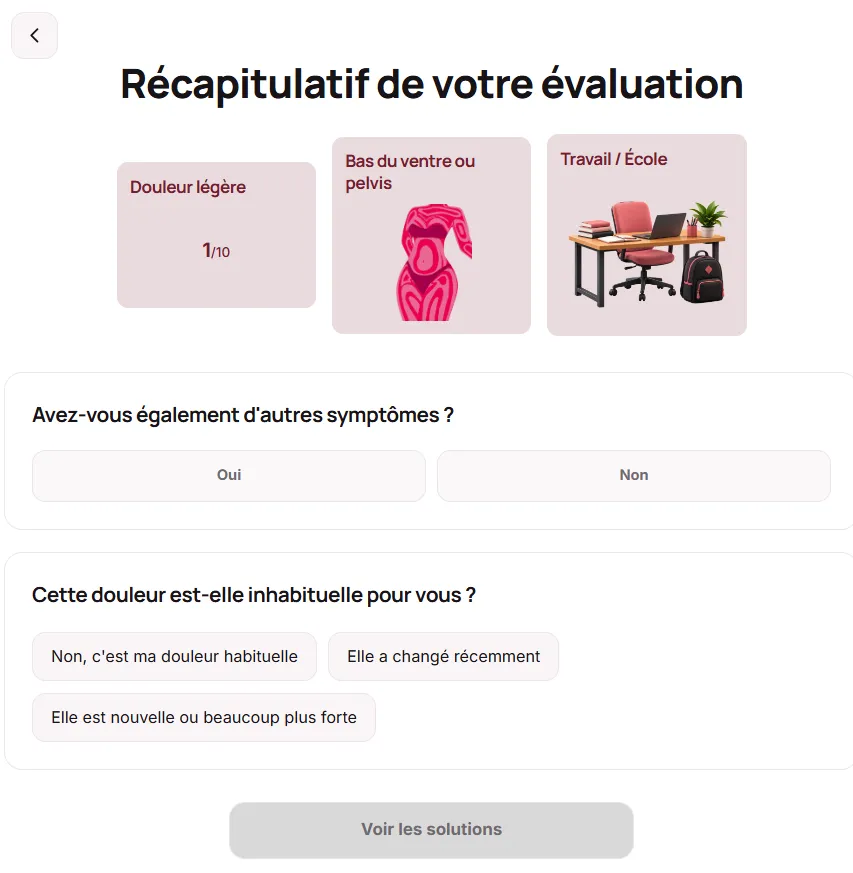 Récapitulatif de votre évaluation
Douleur légère
1/10
Bas du ventre ou
pelvis
Travail / École
Avez-vous également d'autres symptômes ?
Oui
Non
Cette douleur est-elle inhabituelle pour vous ?
Non, c'est ma douleur habituelle
Elle a changé récemment
Elle est nouvelle ou beaucoup plus forte
Voir les solutions